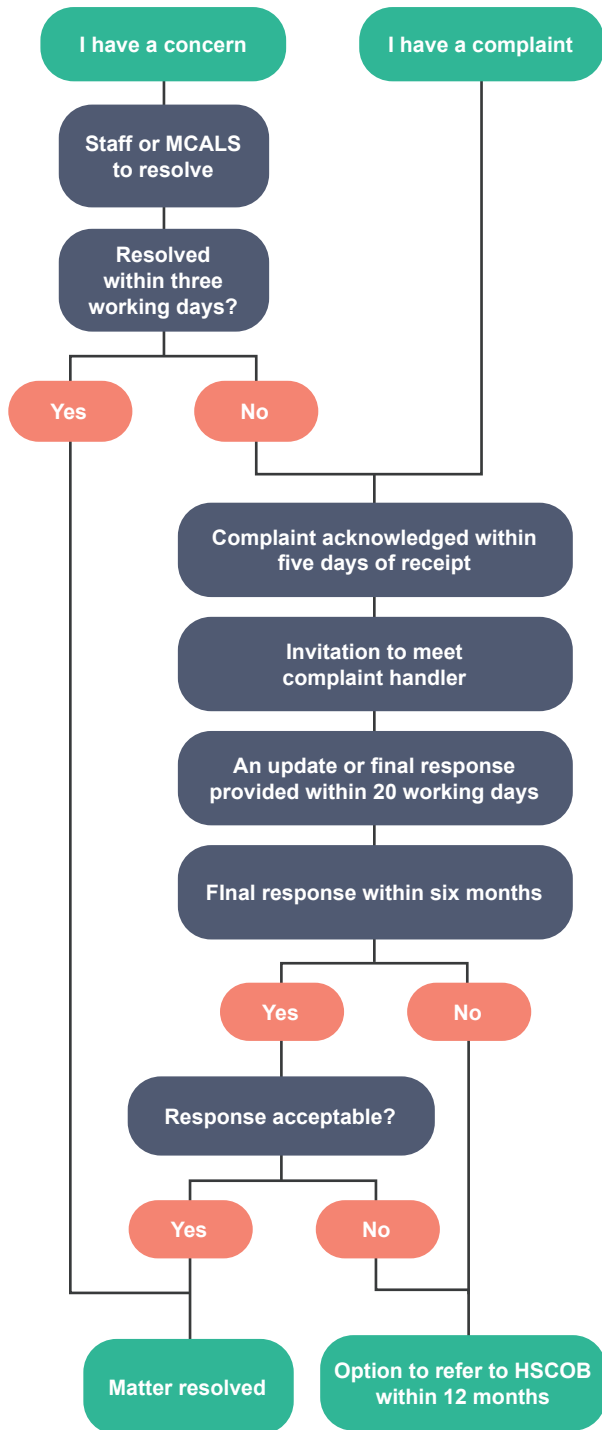 I have a concern
I have a complaint
Staff or MCALS
to resolve
Resolved
within three
working days?
Yes
No
Complaint acknowledged within
five days of receipt
Invitation to meet
complaint handler
An update or final response
provided within 20 working days
FInal response within six months
Yes
No
Response acceptable?
Yes
No
Matter resolved
Option to refer to HSCOB
within 12 months